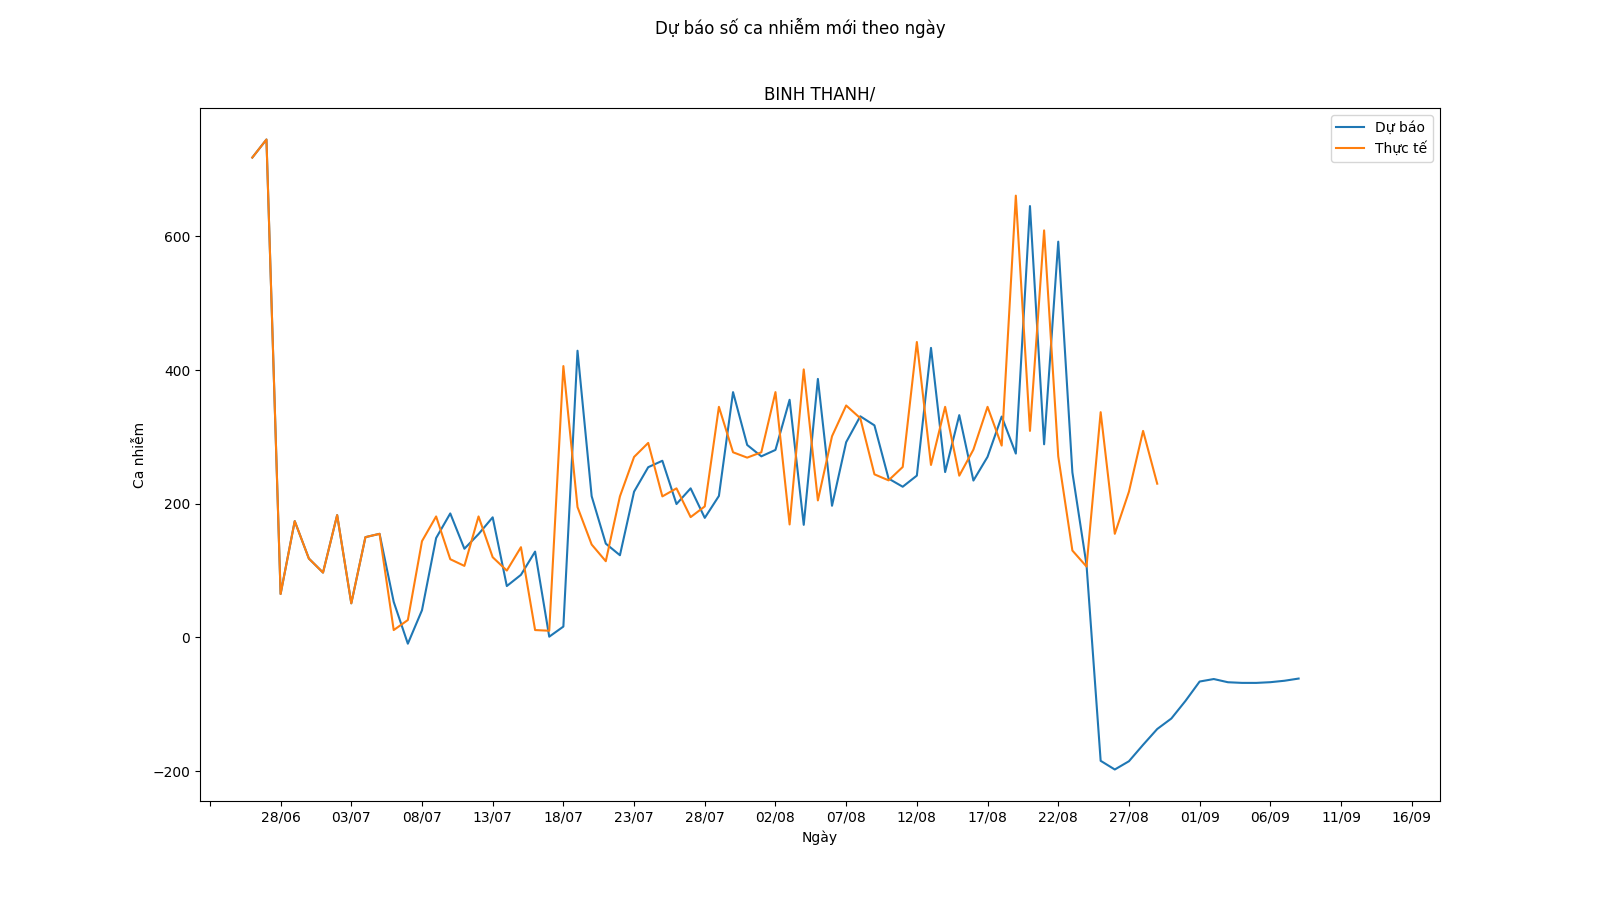 Dự báo số ca nhiễm mới theo ngày
BINH THANH/
Dự báo
Thực tế
Ca nhiễm
600
400
200
0
−200
28/06 03/07 08/07 13/07 18/07 23/07 28/07 02/08 07/08 12/08 17/08 22/08 27/08 01/09 06/09 11/09 16/09
Ngày